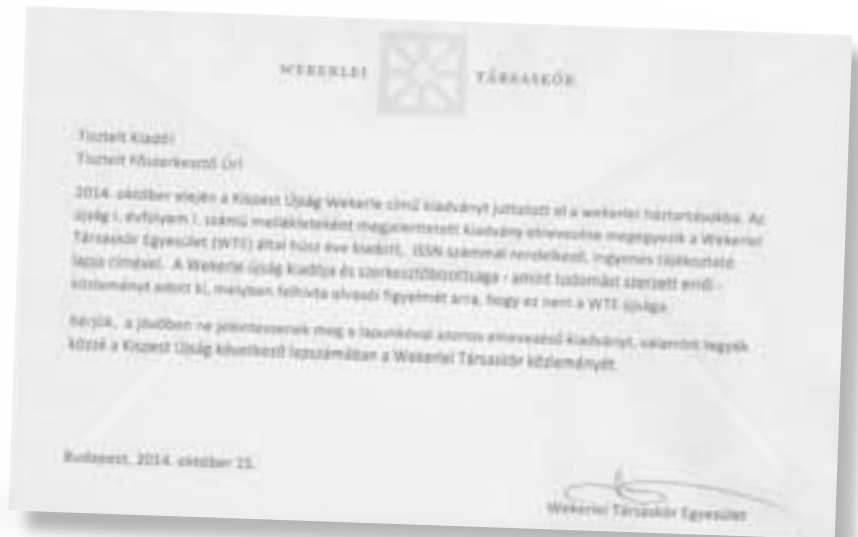 WEKERLEI TÁRSASKÖR
Tisztelt Kiadó!
Tisztelt Főszerkesztő Úr!
2014. október elején a Kispest Újság Wekerle című kiadványt juttatott el a wekerlei háztartásokba. Az
újság I. évfolyam I. számú mellékleteként megjelentetett kiadvány elnevezése megegyezik a Wekerlei
Társaskör Egyesület (WTE) által húsz éve kiadott, ISSN számmal rendelkező, ingyenes tájékoztató
lapja címével. A Wekerle újság kiadója és szerkesztőbizottsága - amint tudomást szerzett erről -
közleményt adott ki, melyben felhívta olvasói figyelmét arra, hogy ez nem a WTE újsága.
Kérjük, a jövőben ne jelentessenek meg a lapunkéval azonos elnevezésű kiadványt, valamint tegyék
közzé a Kispest Újság következő lapszámában a Wekerlei Társaskör közleményét.
Budapest, 2014. október 15.
Wekerlei Társaskör Egyesület